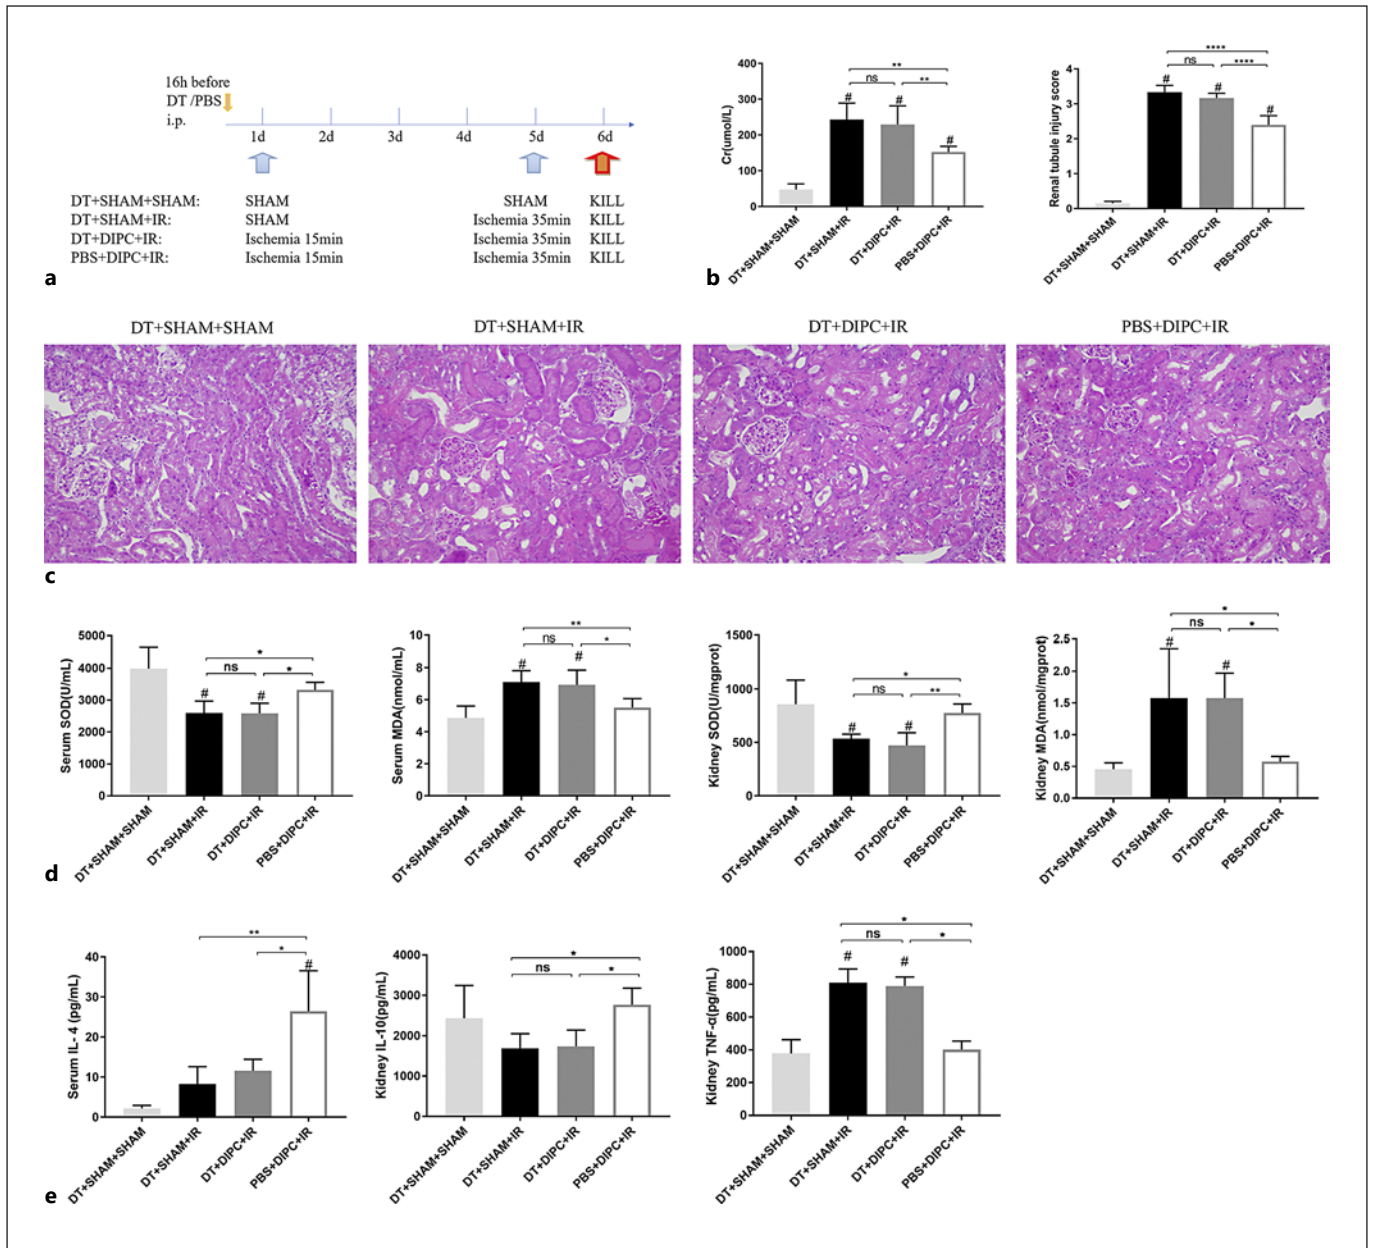 16h before
DT /PBS
i.p.
1d 2d 3d 4d 5d 6d
DT+SHAM+SHAM: SHAM SHAM KILL
DT+SHAM+IR: SHAM Ischemia 35min KILL
DT+DIPC+IR: Ischemia 15min Ischemia 35min KILL
PBS+DIPC+IR: Ischemia 15min Ischemia 35min KILL
a
Cr(umol/L)
400
300
200
100
0
**
ns **
# # #
DT+SHAM+SHAM
DT+SHAM+IR
DT+DIPC+IR
PBS+DIPC+IR
Renal tubule injury score
4
3
2
1
0
****
ns ****
# # #
DT+SHAM+SHAM
DT+SHAM+IR
DT+DIPC+IR
PBS+DIPC+IR
b
DT+SHAM+SHAM DT+SHAM+IR DT+DIPC+IR PBS+DIPC+IR
c
Serum SOD(U/mL)
5000
4000
3000
2000
1000
0
*
ns *
# #
DT+SHAM+SHAM
DT+SHAM+IR
DT+DIPC+IR
PBS+DIPC+IR
Serum MDA(nmol/mL)
10
8
6
4
2
0
**
ns *
# #
DT+SHAM+SHAM
DT+SHAM+IR
DT+DIPC+IR
PBS+DIPC+IR
Kidney SOD(U/mgprot)
1500
1000
500
0
*
ns **
# #
DT+SHAM+SHAM
DT+SHAM+IR
DT+DIPC+IR
PBS+DIPC+IR
Kidney MDA(nmol/mgprot)
2.5
2.0
1.5
1.0
0.5
0.0
*
ns *
# #
DT+SHAM+SHAM
DT+SHAM+IR
DT+DIPC+IR
PBS+DIPC+IR
d
Serum IL- 4 (pg/mL)
40
30
20
10
0
**
*
#
DT+SHAM+SHAM
DT+SHAM+IR
DT+DIPC+IR
PBS+DIPC+IR
Kidney IL-10(pg/mL)
4000
3000
2000
1000
0
*
ns *
DT+SHAM+SHAM
DT+SHAM+IR
DT+DIPC+IR
PBS+DIPC+IR
Kidney TNF-α(pg/mL)
1000
800
600
400
200
0
*
ns *
# #
DT+SHAM+SHAM
DT+SHAM+IR
DT+DIPC+IR
PBS+DIPC+IR
e